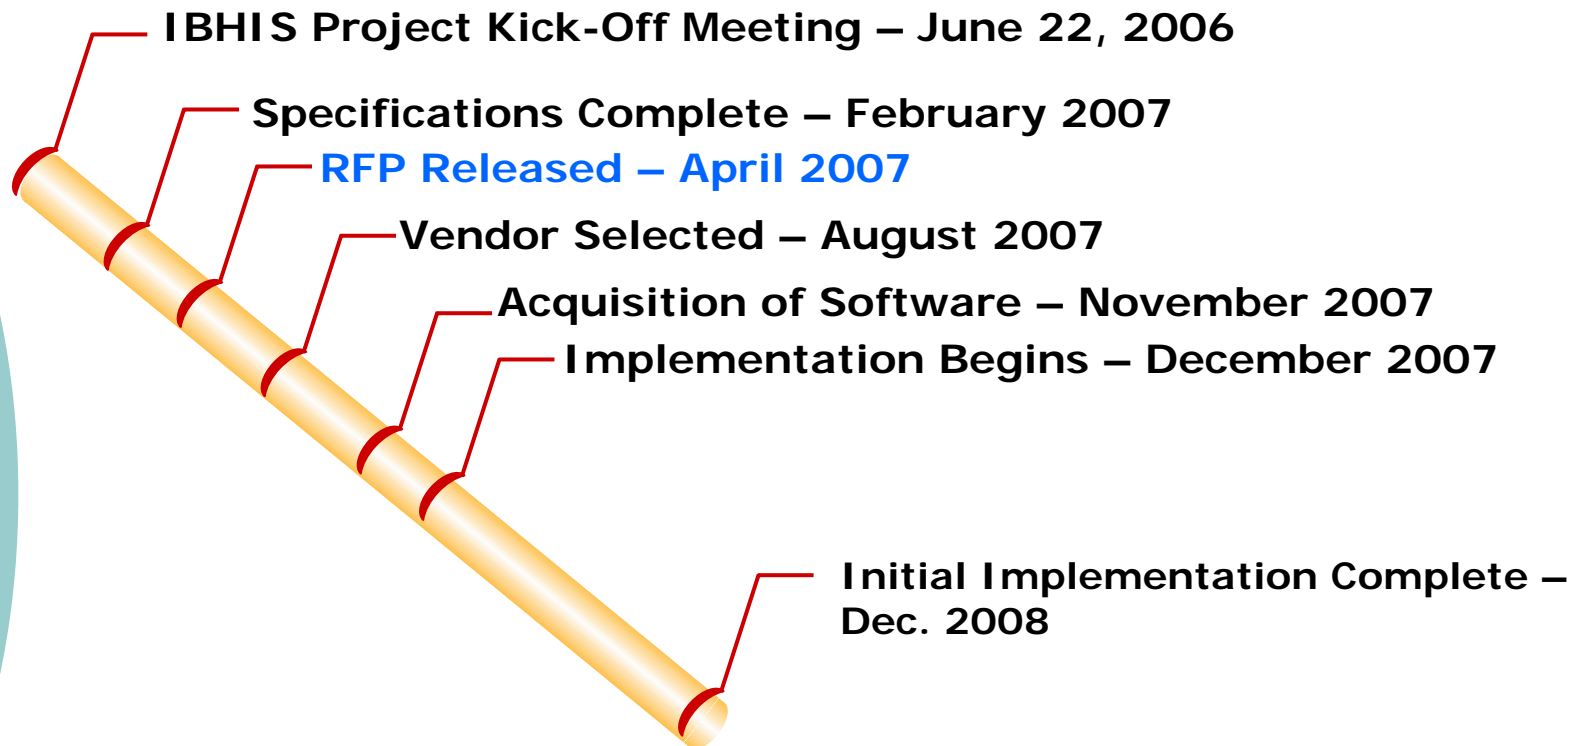 IBHIS Project Kick-Off Meeting – June 22, 2006
Specifications Complete – February 2007
RFP Released – April 2007
Vendor Selected – August 2007
Acquisition of Software – November 2007
Implementation Begins – December 2007
Initial Implementation Complete –
Dec. 2008